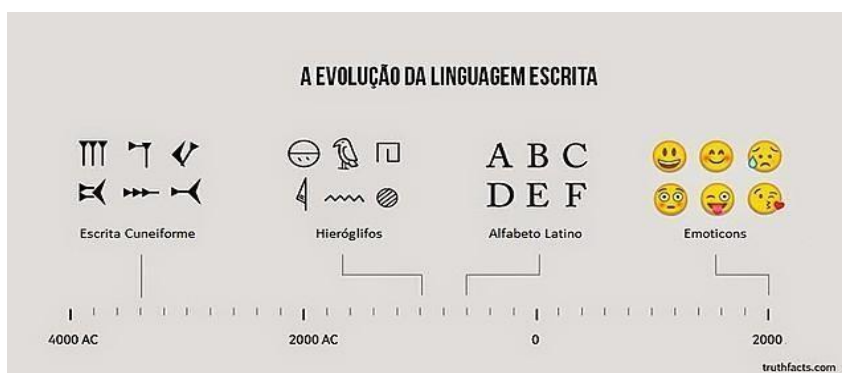 A EVOLUÇÃO DA LINGUAGEM ESCRITA
A B C
D E F
Escrita Cuneiforme
Hieróglifos
Alfabeto Latino
Emoticons
4000 AC
2000 AC
0
2000
truthfacts.com